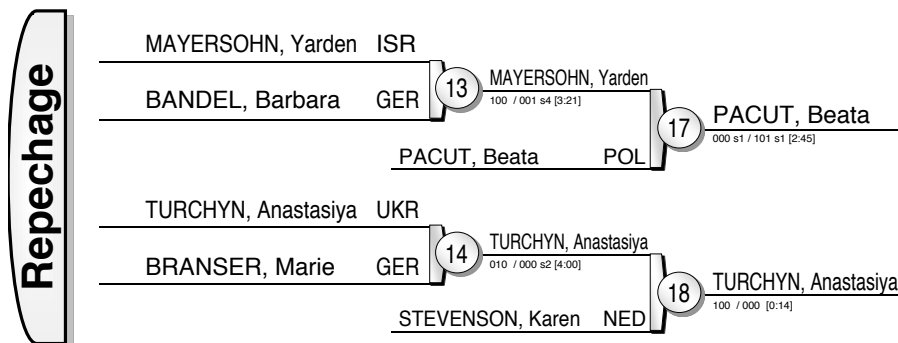 Repechage
MAYERSOHN, Yarden ISR
BANDEL, Barbara GER
13
MAYERSOHN, Yarden
100 / 001 s4 [3:21]
PACUT, Beata POL
17
PACUT, Beata
000 s1 / 101 s1 [2:45]
TURCHYN, Anastasiya UKR
BRANSER, Marie GER
14
TURCHYN, Anastasiya
010 / 000 s2 [4:00]
STEVENSON, Karen NED
18
TURCHYN, Anastasiya
100 / 000 [0:14]